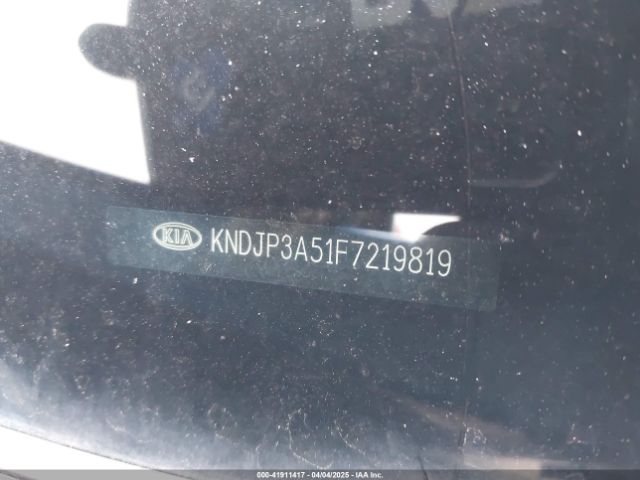 KIA KNDJP3A51F7219819
000-41911417 - 04/04/2025 - IAA Inc.